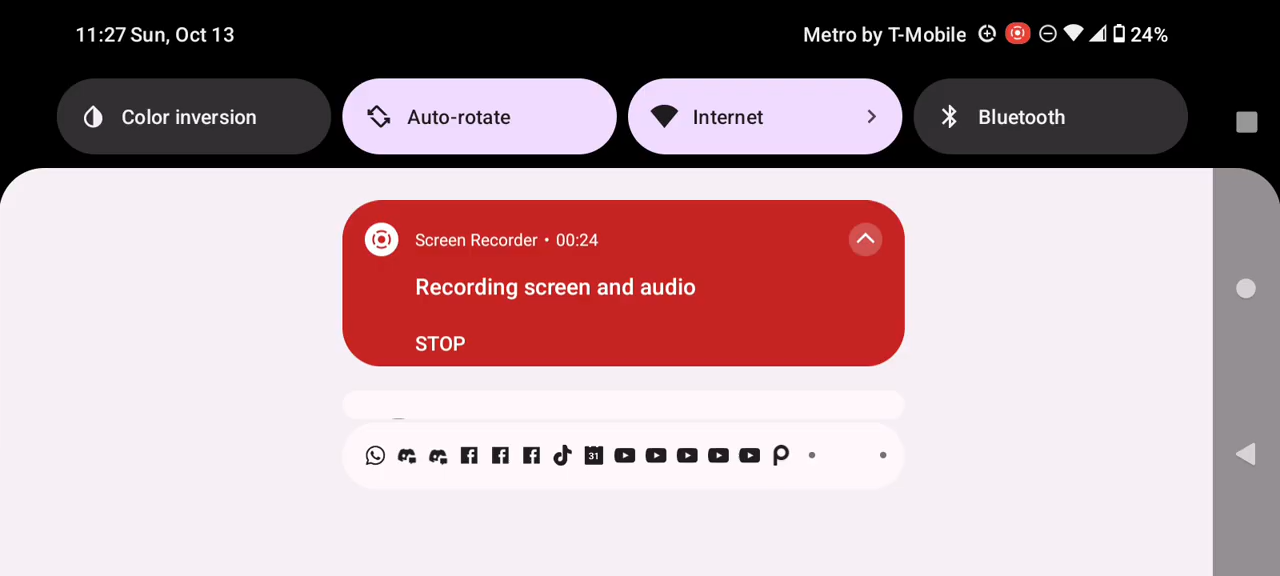 11:27 Sun, Oct 13
Metro by T-Mobile 24%
Color inversion
Auto-rotate
Internet
Bluetooth
Screen Recorder • 00:24
Recording screen and audio
STOP
31